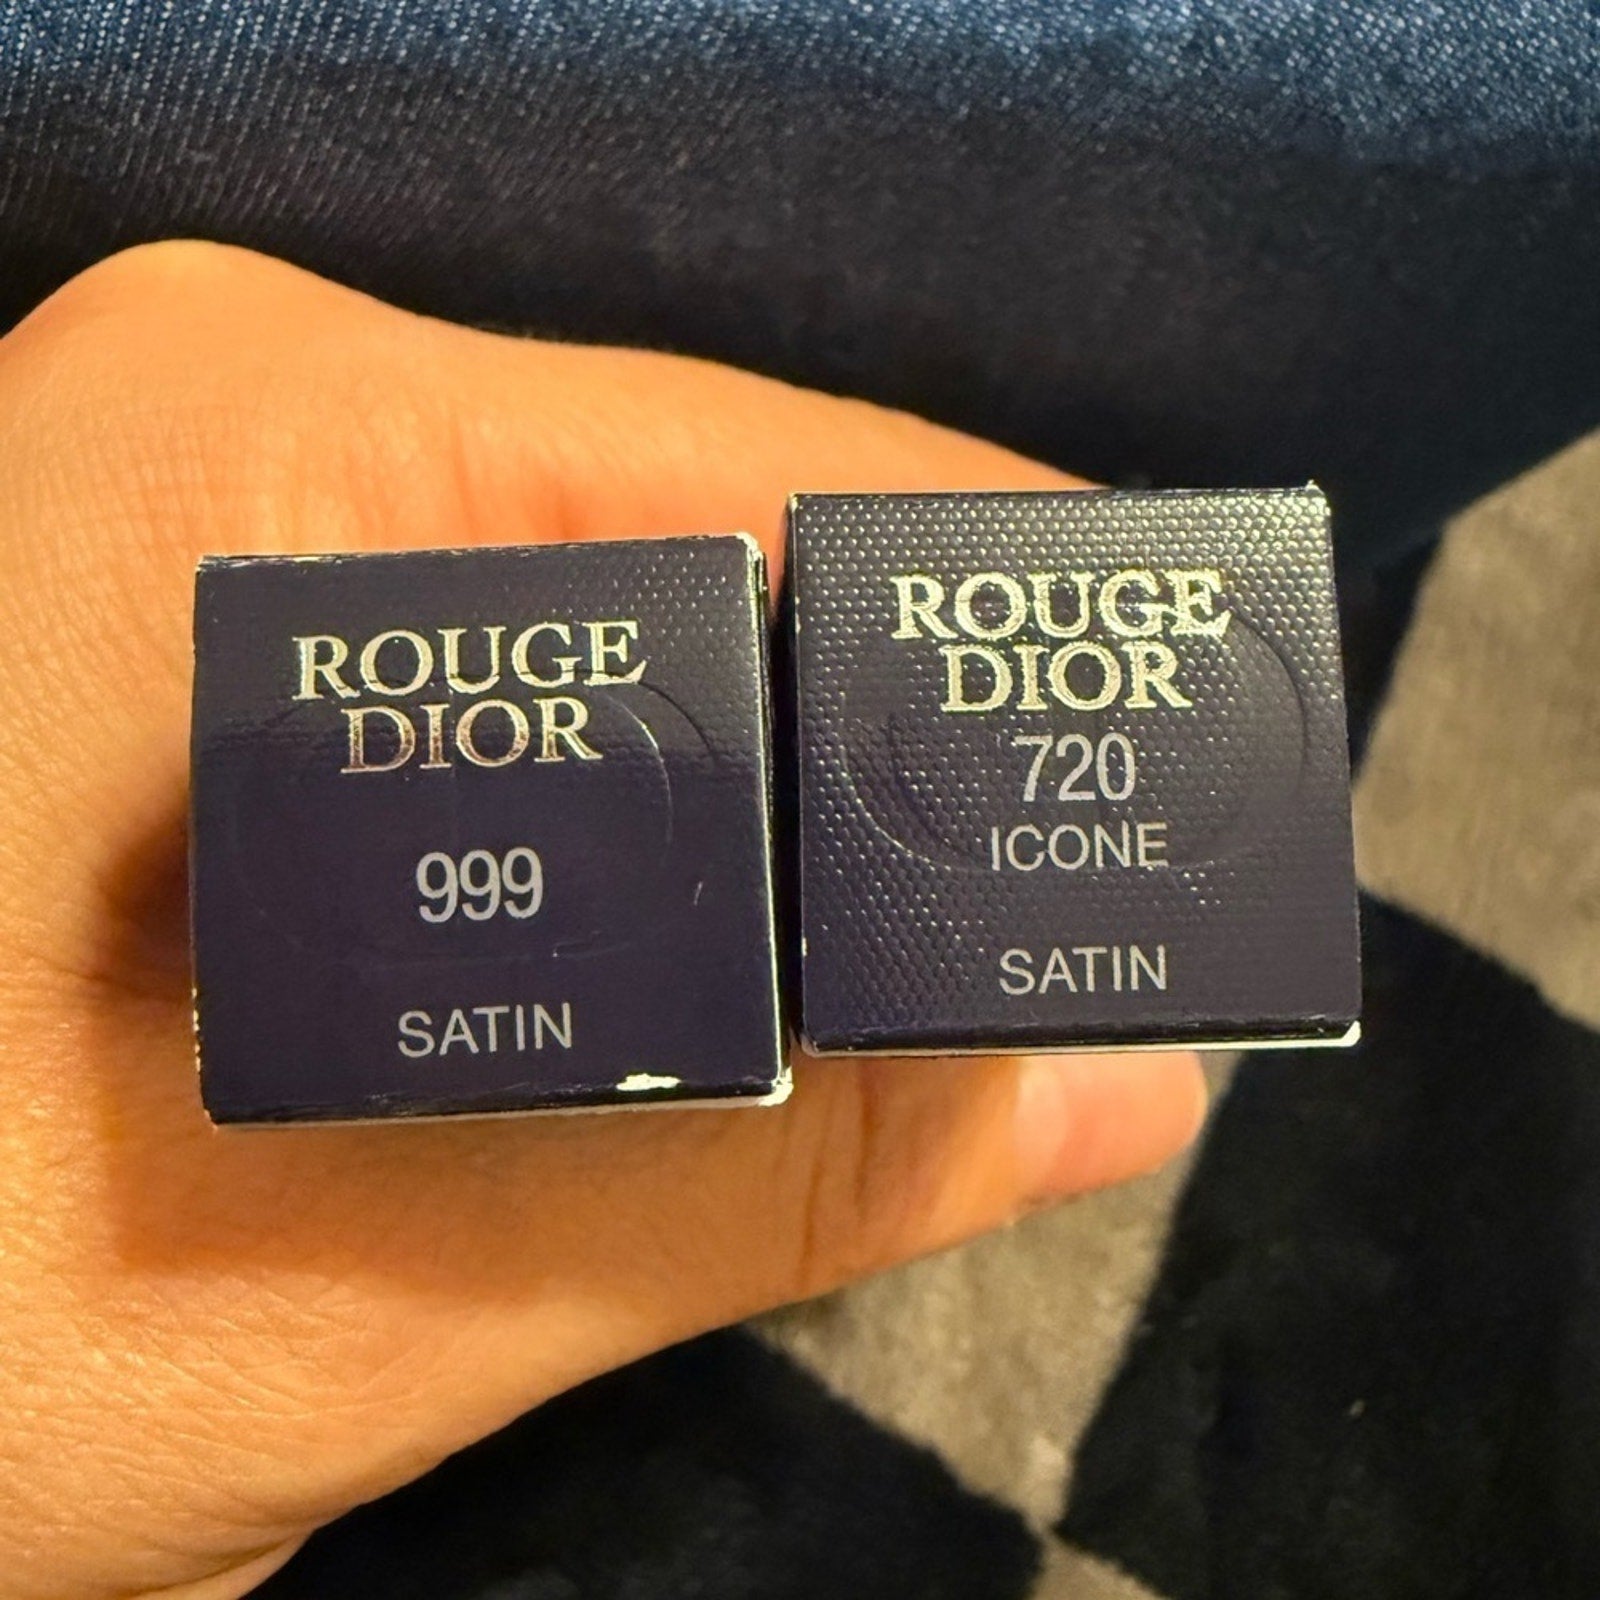 ROUGE
DIOR
999
SATIN
ROUGE
DIOR
720
ICONE
SATIN